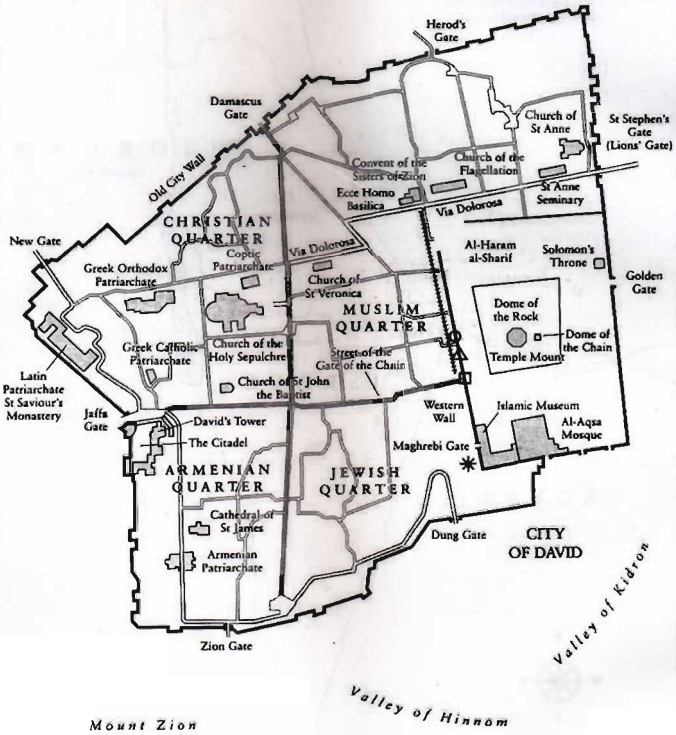 Herod's
Gate
Damascus
Gate
Church of
St Anne
St Stephen's
Gate
(Lions' Gate)
Old City Wall
Convent of the
Sisters of Zion
Church of the
Flagellation
Ecce Homo
Basilica
St Anne
Seminary
Via Dolorosa
CHRISTIAN
QUARTER
New Gate
Via Dolorosa
Al-Haram
al-Sharif
Solomon's
Throne
Coptic
Patriarchate
Greek Orthodox
Patriarchate
Church of
St Veronica
Golden
Gate
MUSLIM
QUARTER
Dome of
the Rock
Dome of
the Chain
Temple Mount
Greek Catholic
Patriarchate
Church of the
Holy Sepulchre
Street of the
Gate of the Chain
Latin
Patriarchate
St Saviour's
Monastery
Church of St John
the Baptist
Western
Wall
Islamic Museum
Jaffa
Gate
David's Tower
Al-Aqsa
Mosque
The Citadel
Maghrebi Gate
ARMENIAN
QUARTER
JEWISH
QUARTER
Cathedral of
St James
Dung Gate
CITY
OF DAVID
Armenian
Patriarchate
Valley of Kidron
Zion Gate
Valley of Hinnom
Mount Zion